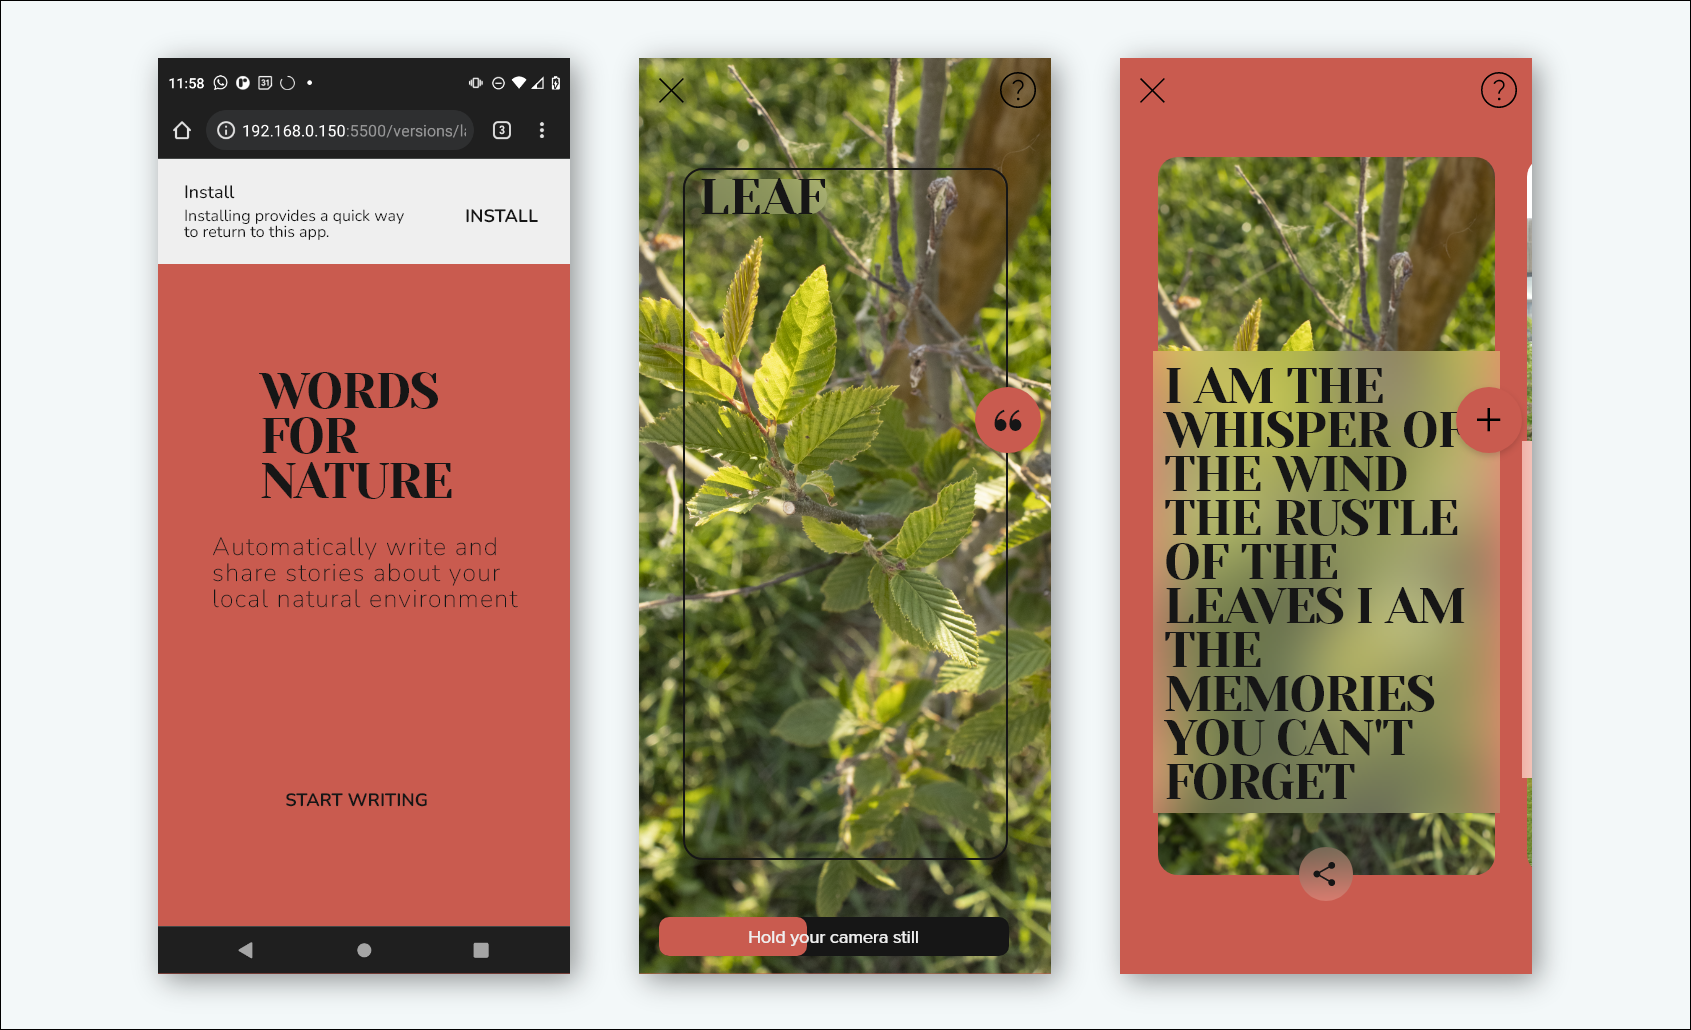 11:58
31
192.168.0.150:5500/versions/la
3
Install
Installing provides a quick way
to return to this app.
INSTALL
WORDS
FOR
NATURE
Automatically write and
share stories about your
local natural environment
START WRITING
?
LEAF
“
Hold your camera still
?
I AM THE
WHISPER OF
THE WIND
THE RUSTLE
OF THE
LEAVES I AM
THE
MEMORIES
YOU CAN'T
FORGET
+